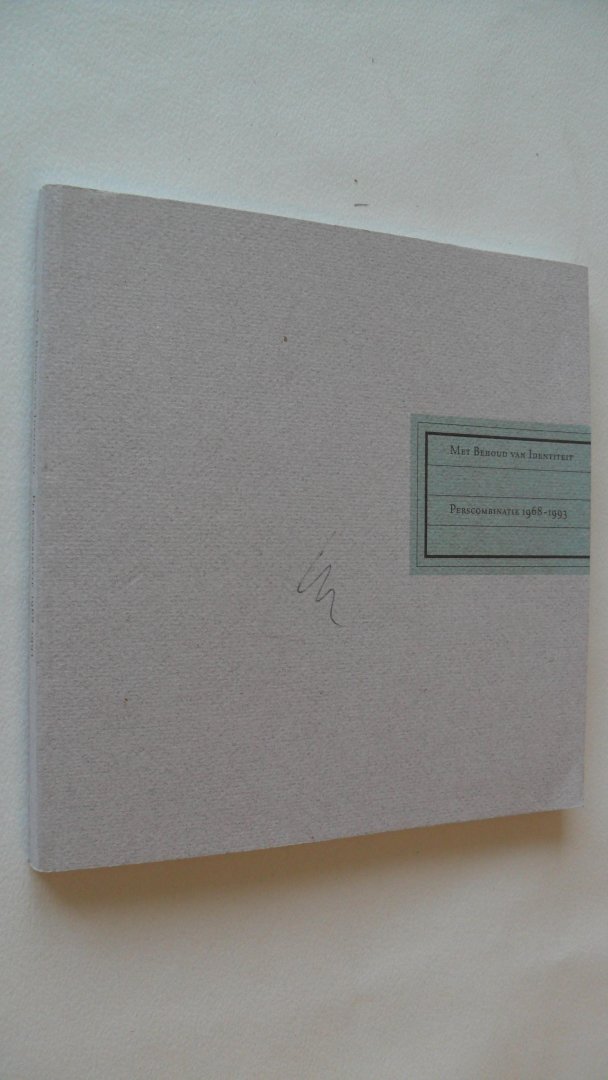 Met Behoud van Identiteit
Perscombinatie 1968-1993